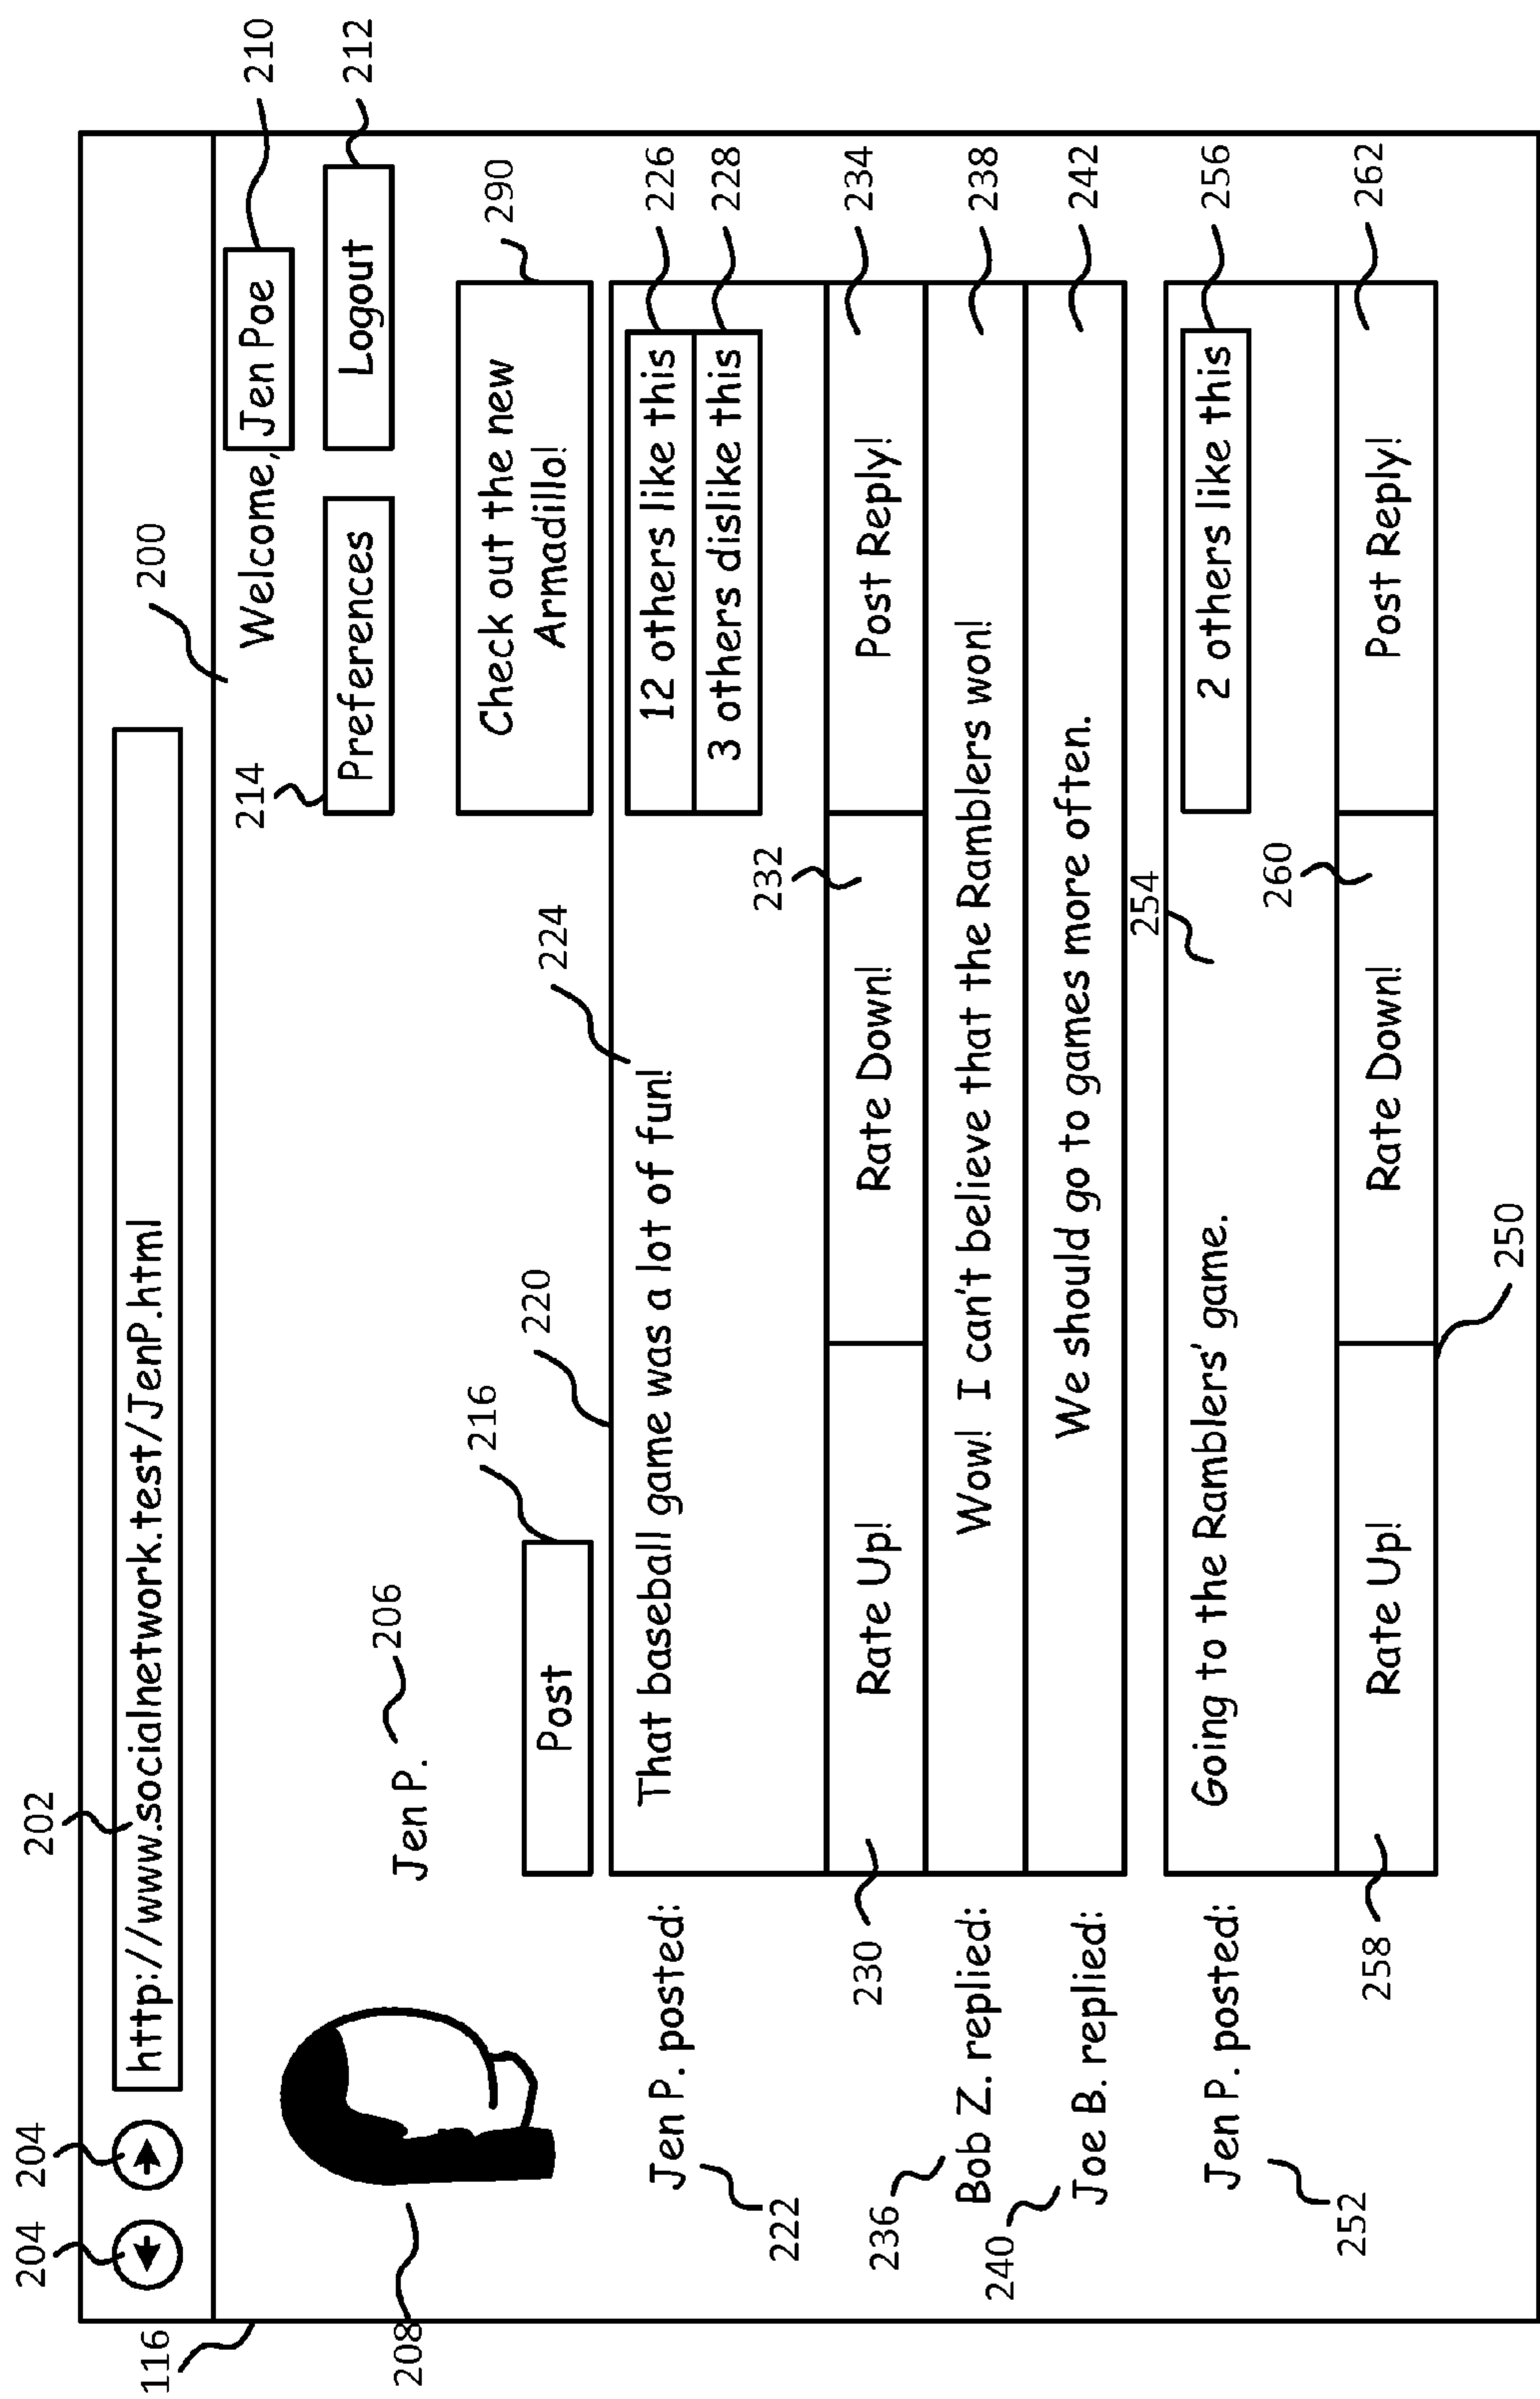 204
204
202
http://www.socialnetwork.test/JenP.html
116
200
210
Welcome, Jen Poe
214
212
Preferences
Logout
208
Jen P.
206
216
220
224
290
Post
Check out the new
Armadillo!
222
Jen P. posted:
That baseball game was a lot of fun!
12 others like this
226
3 others dislike this
228
232
230
Rate Up!
Rate Down!
Post Reply!
234
236
Bob Z. replied:
Wow! I can't believe that the Ramblers won!
238
240
Joe B. replied:
We should go to games more often.
242
254
252
Jen P. posted:
Going to the Ramblers' game.
2 others like this
256
260
258
Rate Up!
Rate Down!
Post Reply!
262
250